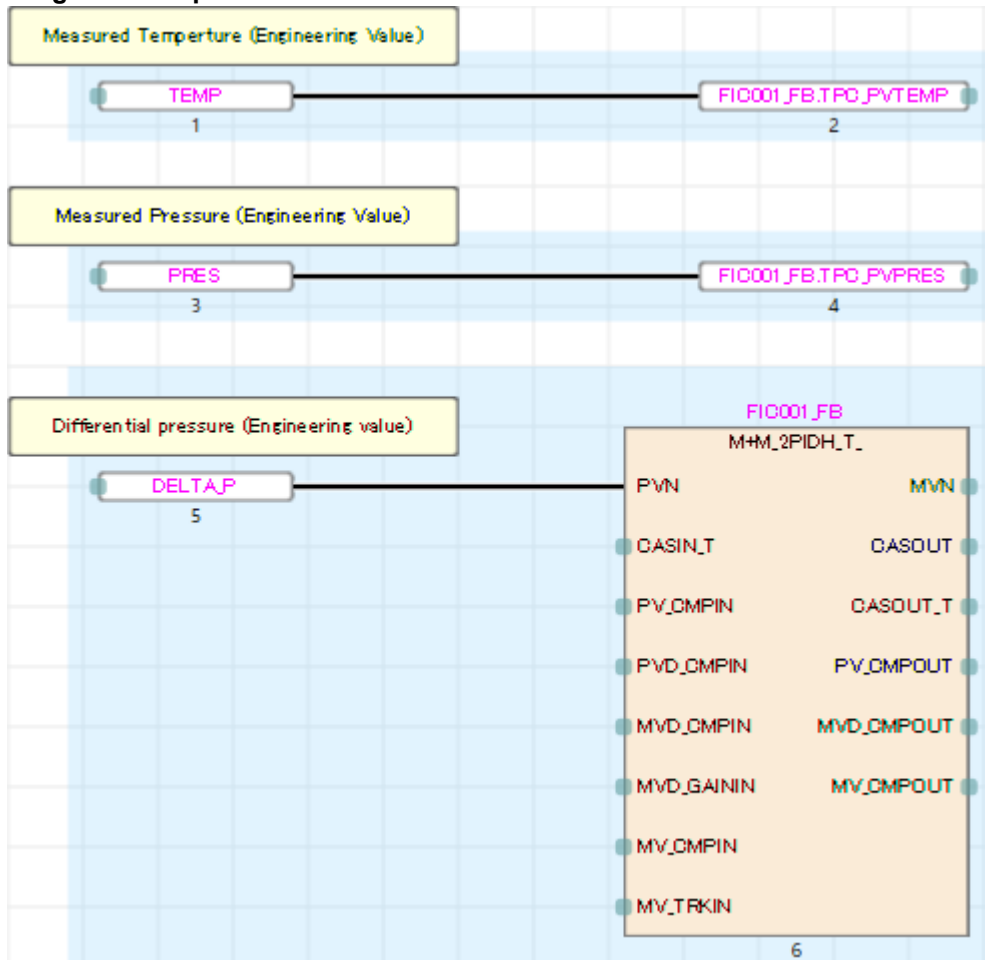 Measured Temperture (Engineering Value)
TEMP
FIC001_FB.TPC_PVTEMP
1
2
Measured Pressure (Engineering Value)
PRES
FIC001_FB.TPC_PVPRES
3
4
Differential pressure (Engineering value)
FIC001_FB
M+M_2PIDH_T_
DELTA_P
5
PVN
MVN
CASIN_T
CASOUT
PV_CMPIN
CASOUT_T
PVD_CMPIN
PV_CMPOUT
MVD_CMPIN
MVD_CMPOUT
MVD_GAININ
MV_CMPOUT
MV_CMPIN
MV_TRKIN
6